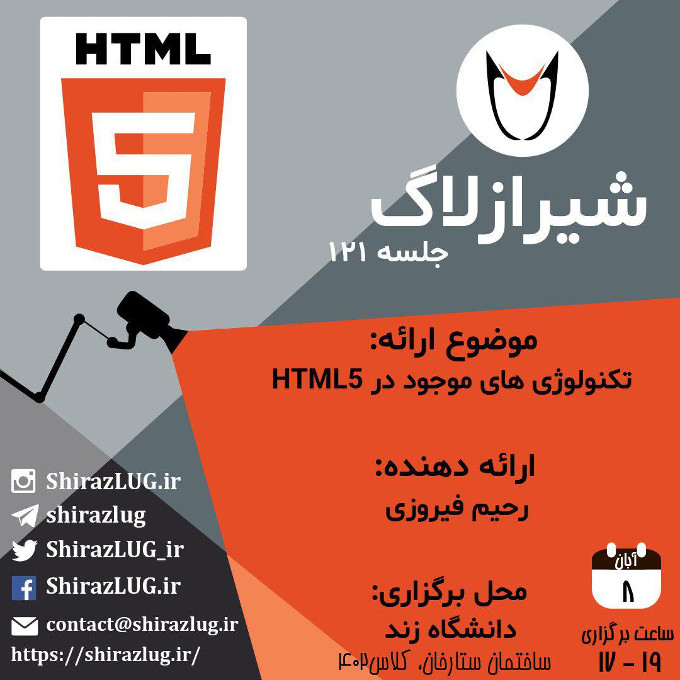 HTML
5
شیرازلاگ
جلسه ۱۲۱
موضوع ارائه:
تکنولوژی های موجود در HTML5
ارائه دهنده:
رحیم فیروزی
محل برگزاری:
دانشگاه زند
ساختمان ستارخان، کلاس ۴۰۲
آبان
۸
ساعت برگزاری
۱۷ - ۱۹
ShirazLUG.ir
shirazlug
ShirazLUG_ir
ShirazLUG.ir
contact@shirazlug.ir
https://shirazlug.ir/